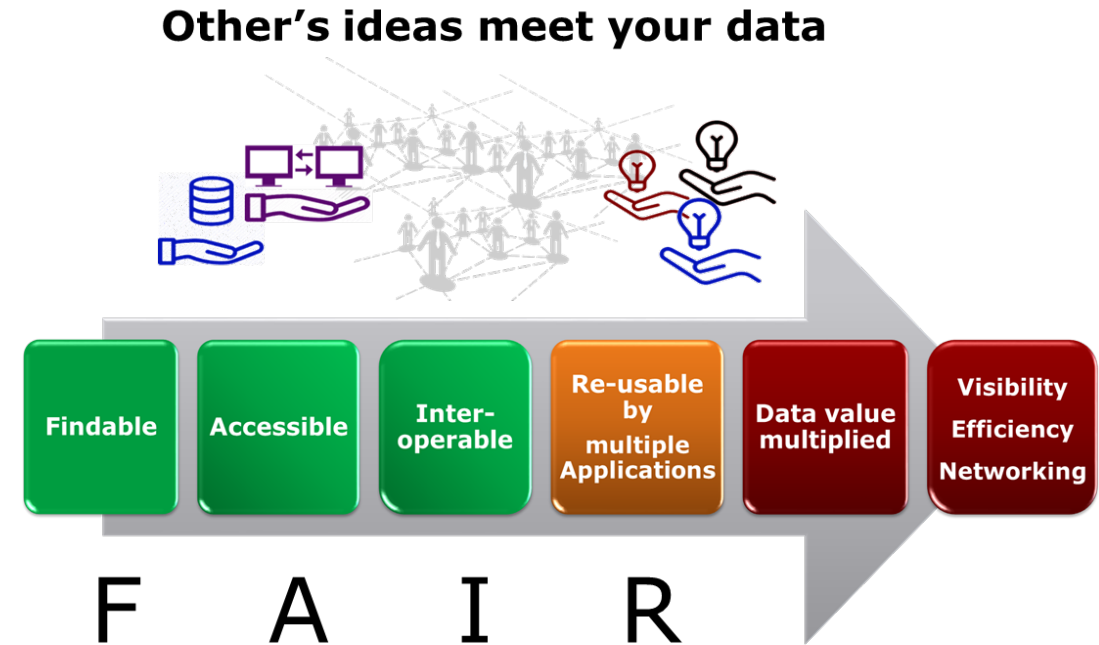 Other’s ideas meet your data
Findable
Accessible
Inter-
operable
Re-usable
by
multiple
Applications
Data value
multiplied
Visibility
Efficiency
Networking
F A I R